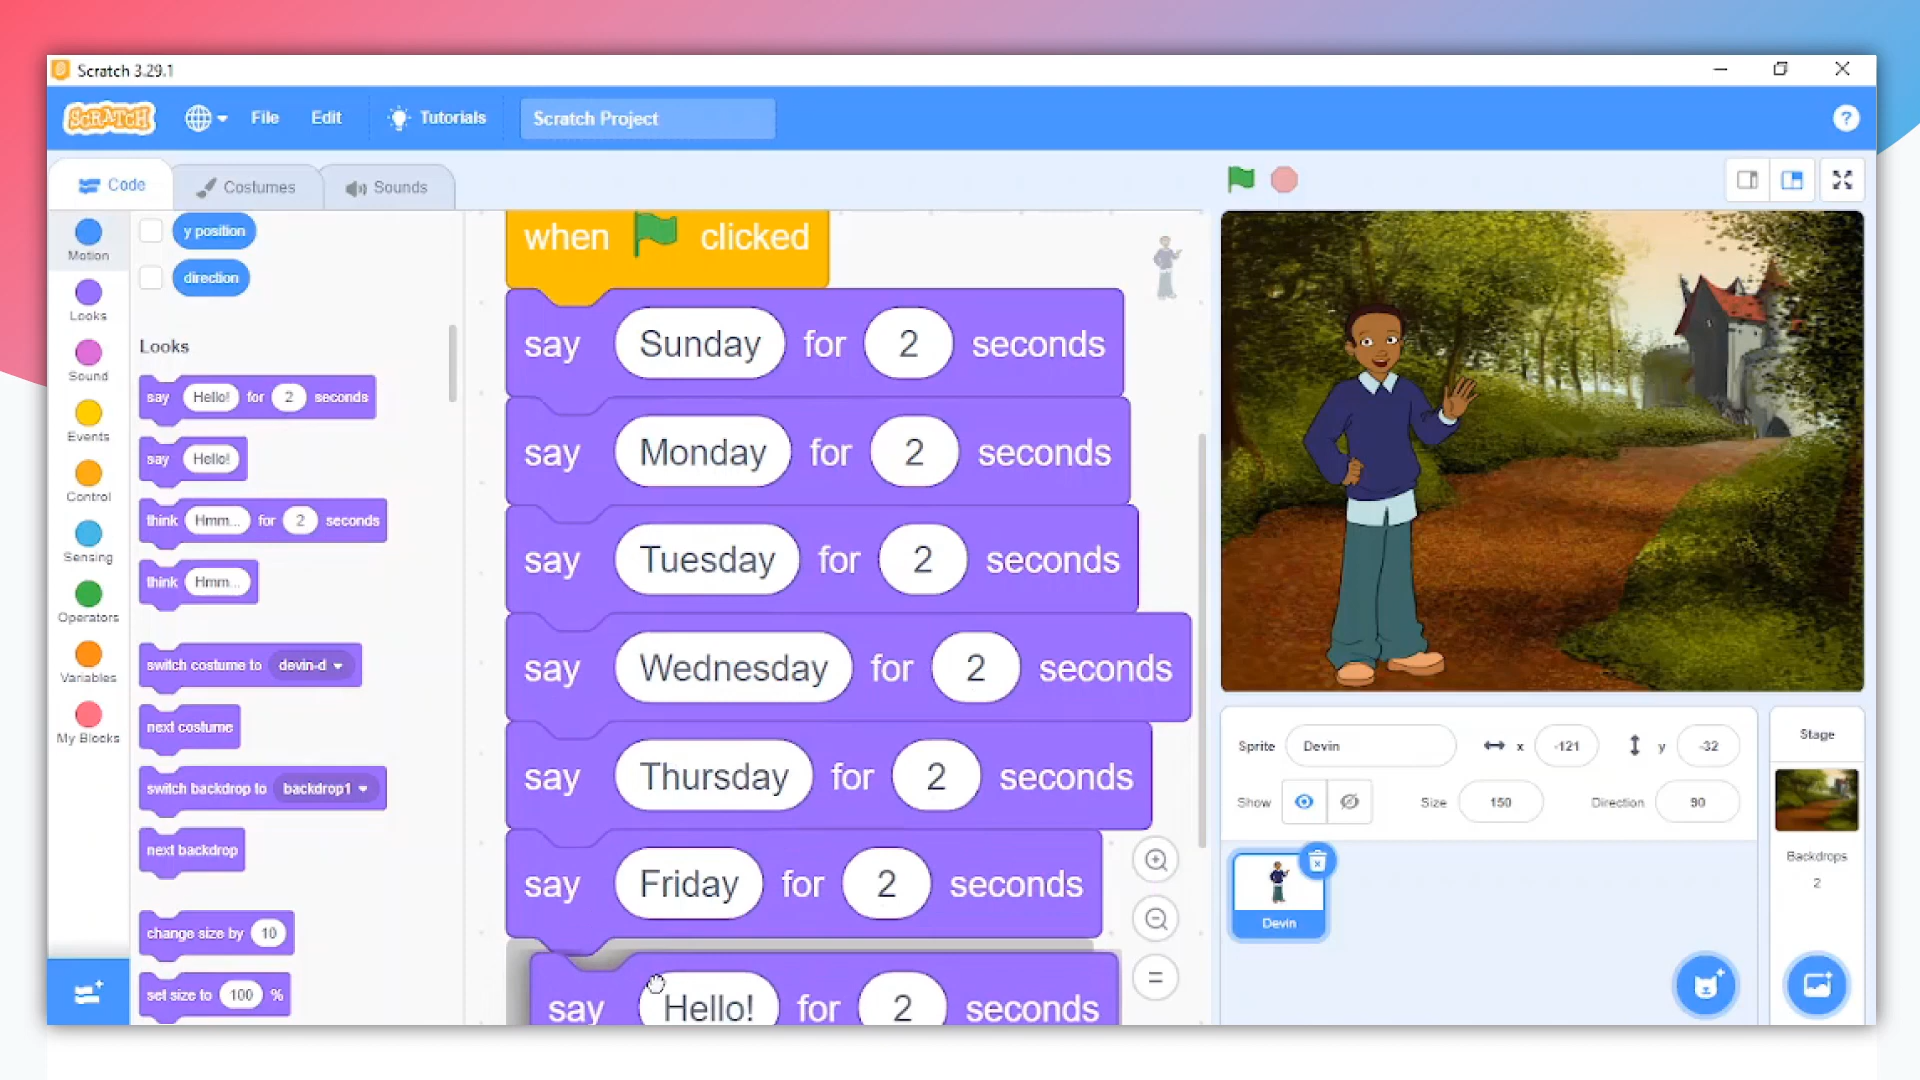 Scratch 3.29.1
SCRATCH File Edit Tutorials Scratch Project ?
Code Costumes Sounds
Motion
Looks
Sound
Events
Control
Sensing
Operators
Variables
My Blocks
y position
direction
Looks
say Hello! for 2 seconds
say Hello!
think Hmm... for 2 seconds
think Hmm...
switch costume to devin-d
next costume
switch backdrop to backdrop1
next backdrop
change size by 10
set size to 100 %
when clicked
say Sunday for 2 seconds
say Monday for 2 seconds
say Tuesday for 2 seconds
say Wednesday for 2 seconds
say Thursday for 2 seconds
say Friday for 2 seconds
say Hello! for 2 seconds
Sprite Devin x -121 y -32
Show Size 150 Direction 90
Devin
Stage
Backdrops
2